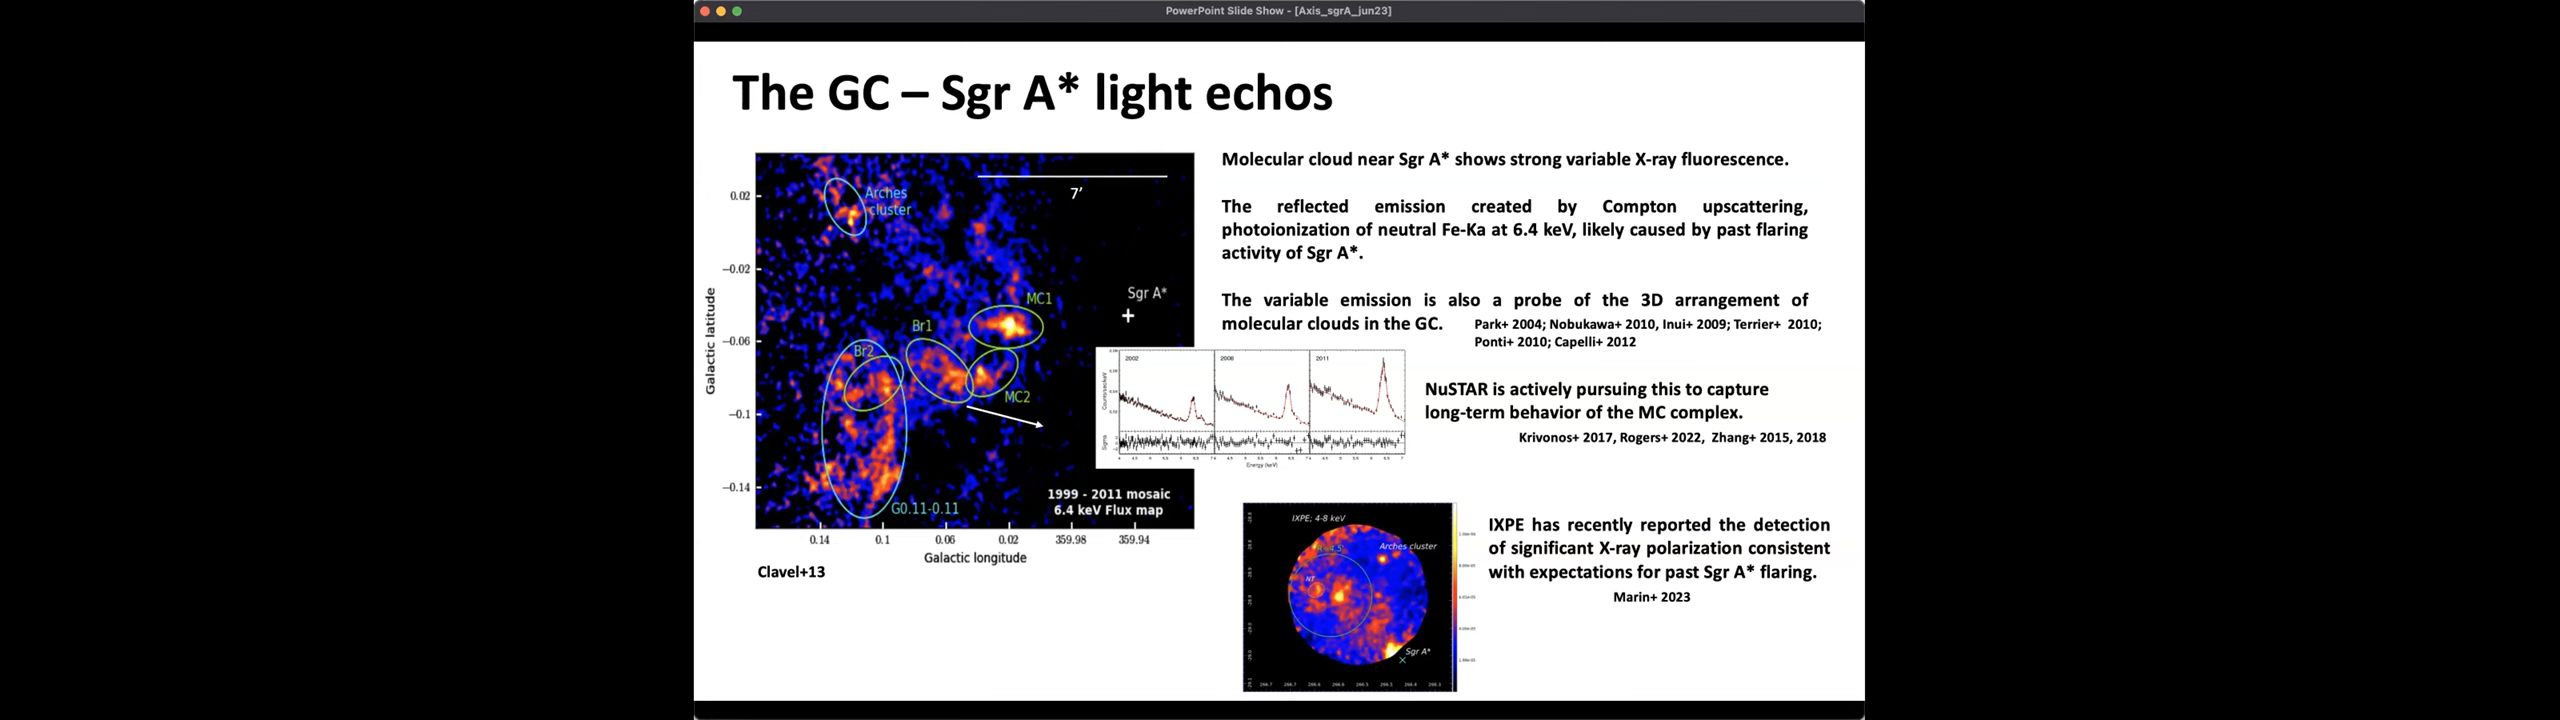 PowerPoint Slide Show - [Axis_sgrA_jun23]
The GC – Sgr A* light echos
Arches
cluster
7’
Sgr A*
MC1
Br1
Br2
MC2
G0.11-0.11
1999 - 2011 mosaic
6.4 keV Flux map
0.02
−0.02
−0.06
−0.1
−0.14
Galactic latitude
0.14 0.1 0.06 0.02 359.98 359.94
Galactic longitude
Clavel+13
Molecular cloud near Sgr A* shows strong variable X-ray fluorescence.
The reflected emission created by Compton upscattering,
photoionization of neutral Fe-Ka at 6.4 keV, likely caused by past flaring
activity of Sgr A*.
The variable emission is also a probe of the 3D arrangement of
molecular clouds in the GC.
Park+ 2004; Nobukawa+ 2010, Inui+ 2009; Terrier+ 2010;
Ponti+ 2010; Capelli+ 2012
2002 2008 2011
Energy (keV)
NuSTAR is actively pursuing this to capture
long-term behavior of the MC complex.
Krivonos+ 2017, Rogers+ 2022, Zhang+ 2015, 2018
IXPE; 4-8 keV
Arches cluster
Sgr A*
IXPE has recently reported the detection
of significant X-ray polarization consistent
with expectations for past Sgr A* flaring.
Marin+ 2023